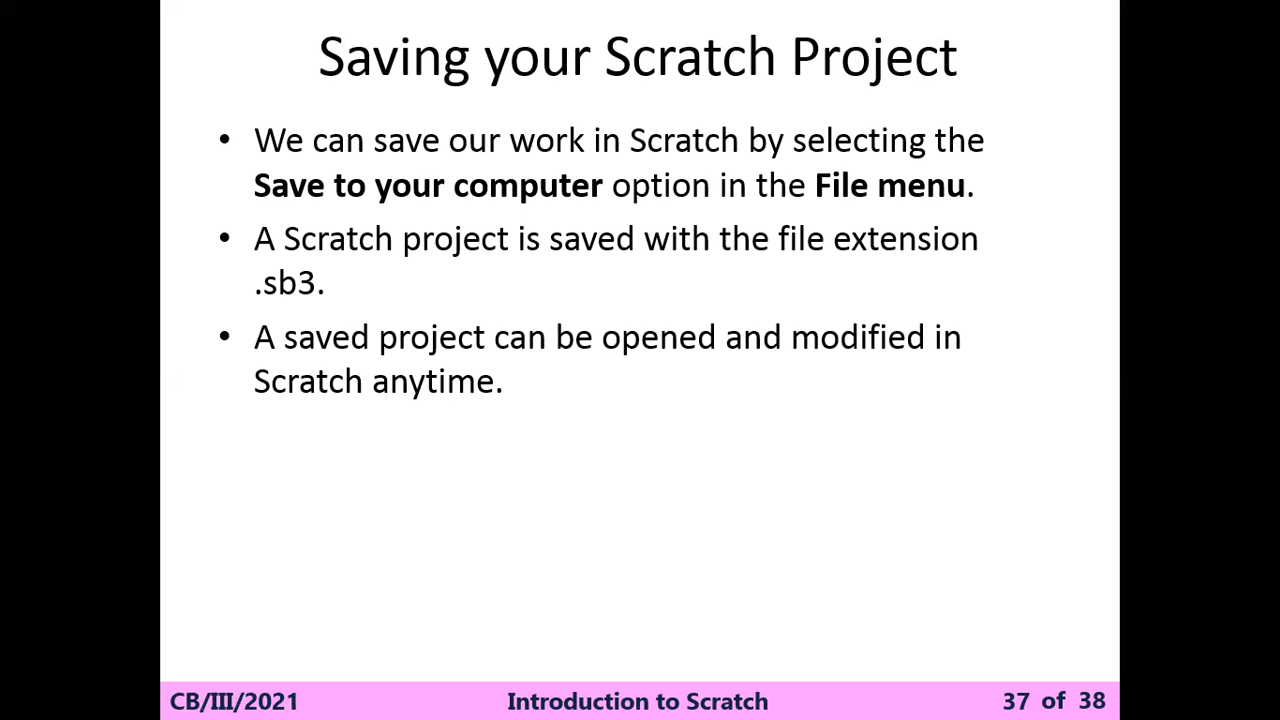 Saving your Scratch Project
• We can save our work in Scratch by selecting the
Save to your computer option in the File menu.
• A Scratch project is saved with the file extension
.sb3.
• A saved project can be opened and modified in
Scratch anytime.
CB/III/2021 Introduction to Scratch 37 of 38